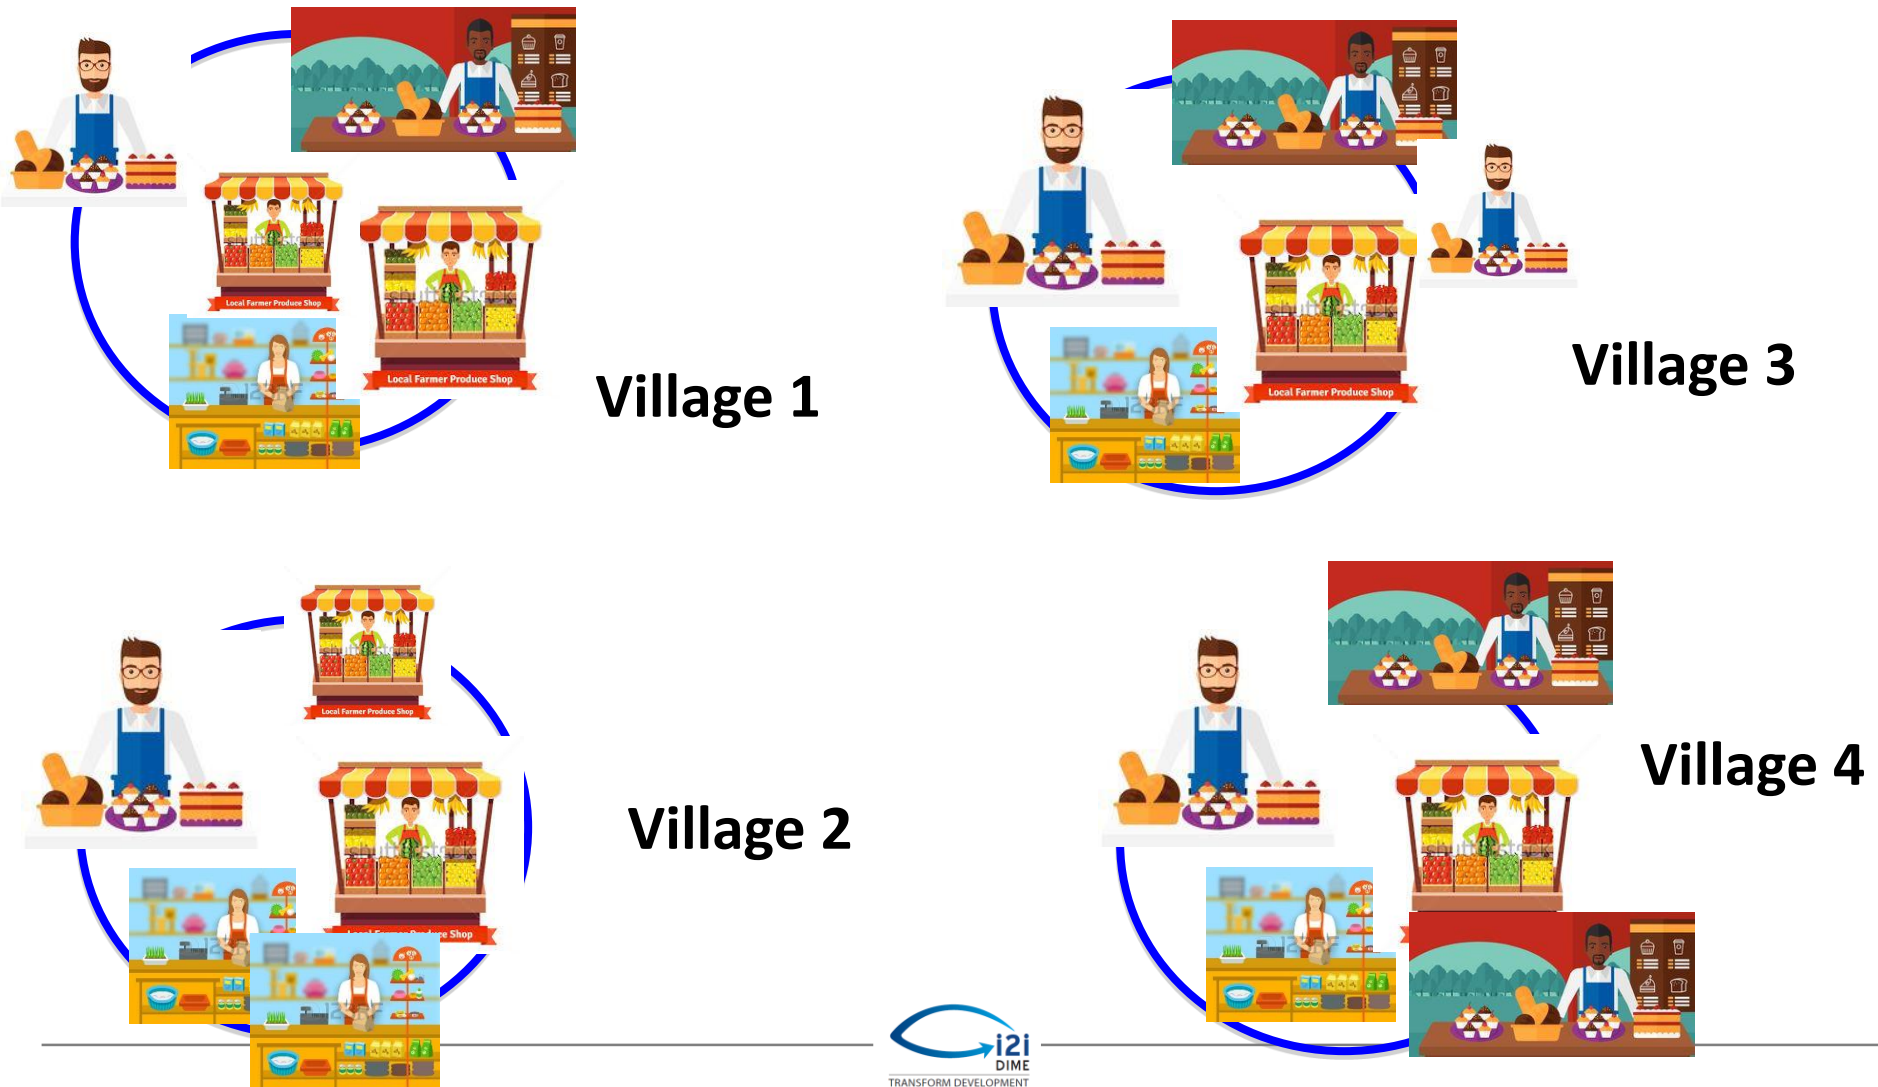 Local Farmer Produce Shop
Local Farmer Produce Shop
Village 1
Local Farmer Produce Shop
Village 3
Local Farmer Produce Shop
Village 2
Shop
Village 4
i2i
DIME
TRANSFORM DEVELOPMENT